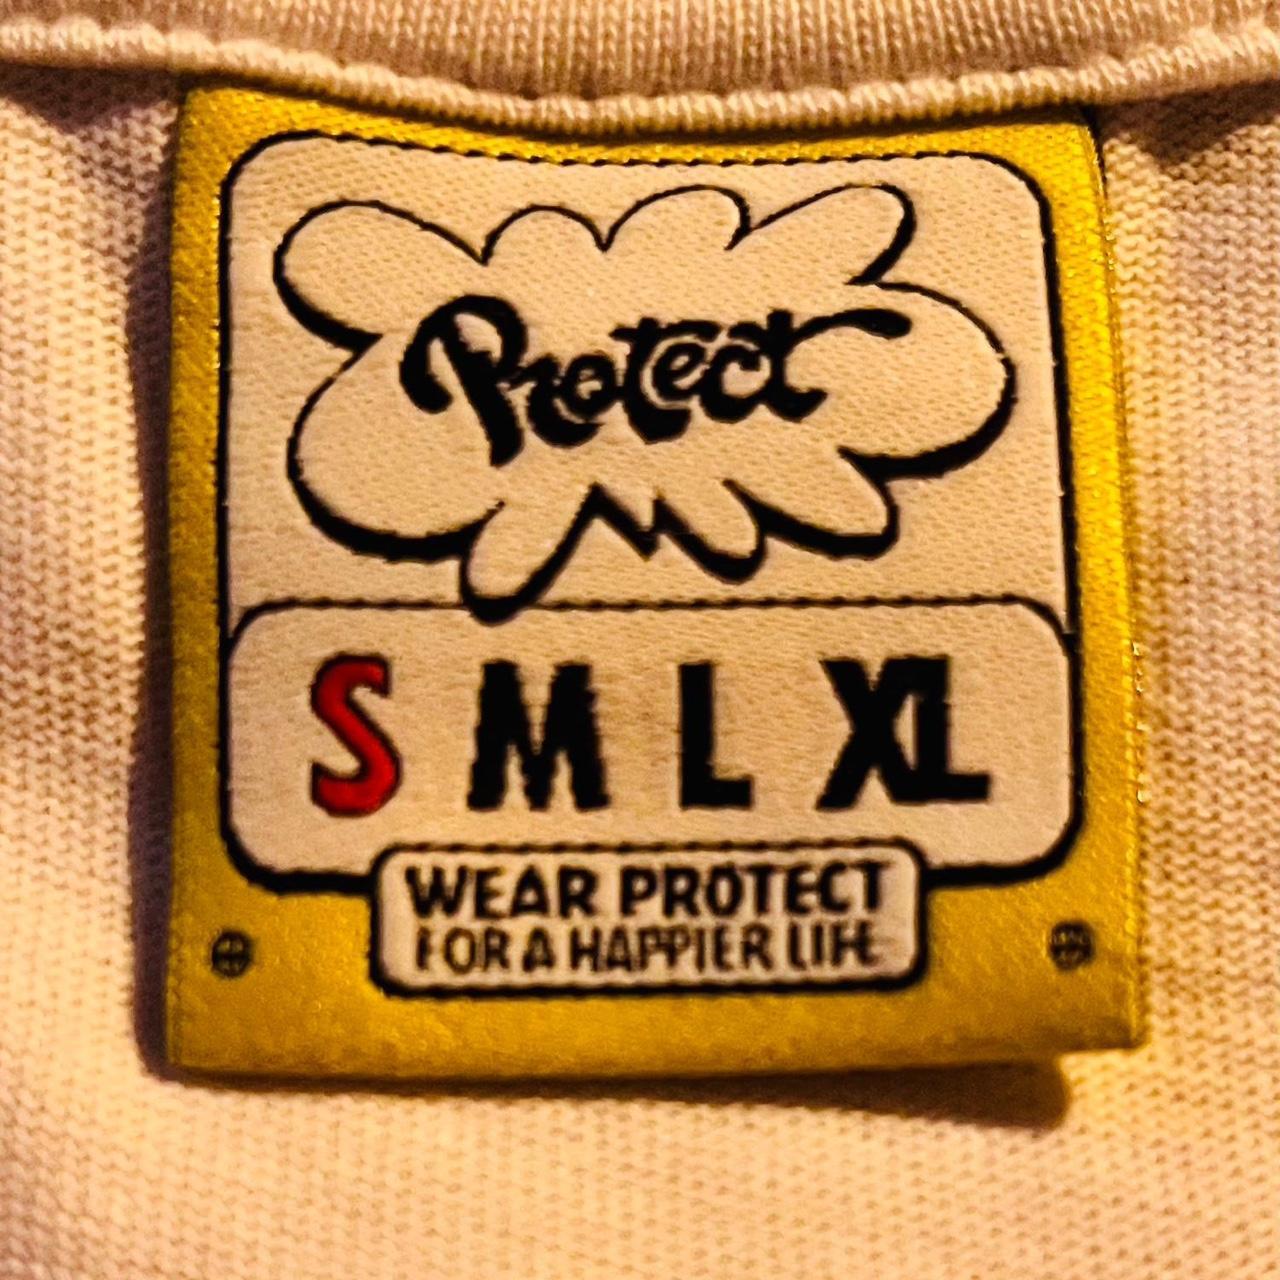 Protect
S M L XL
WEAR PROTECT
FOR A HAPPIER LIFE